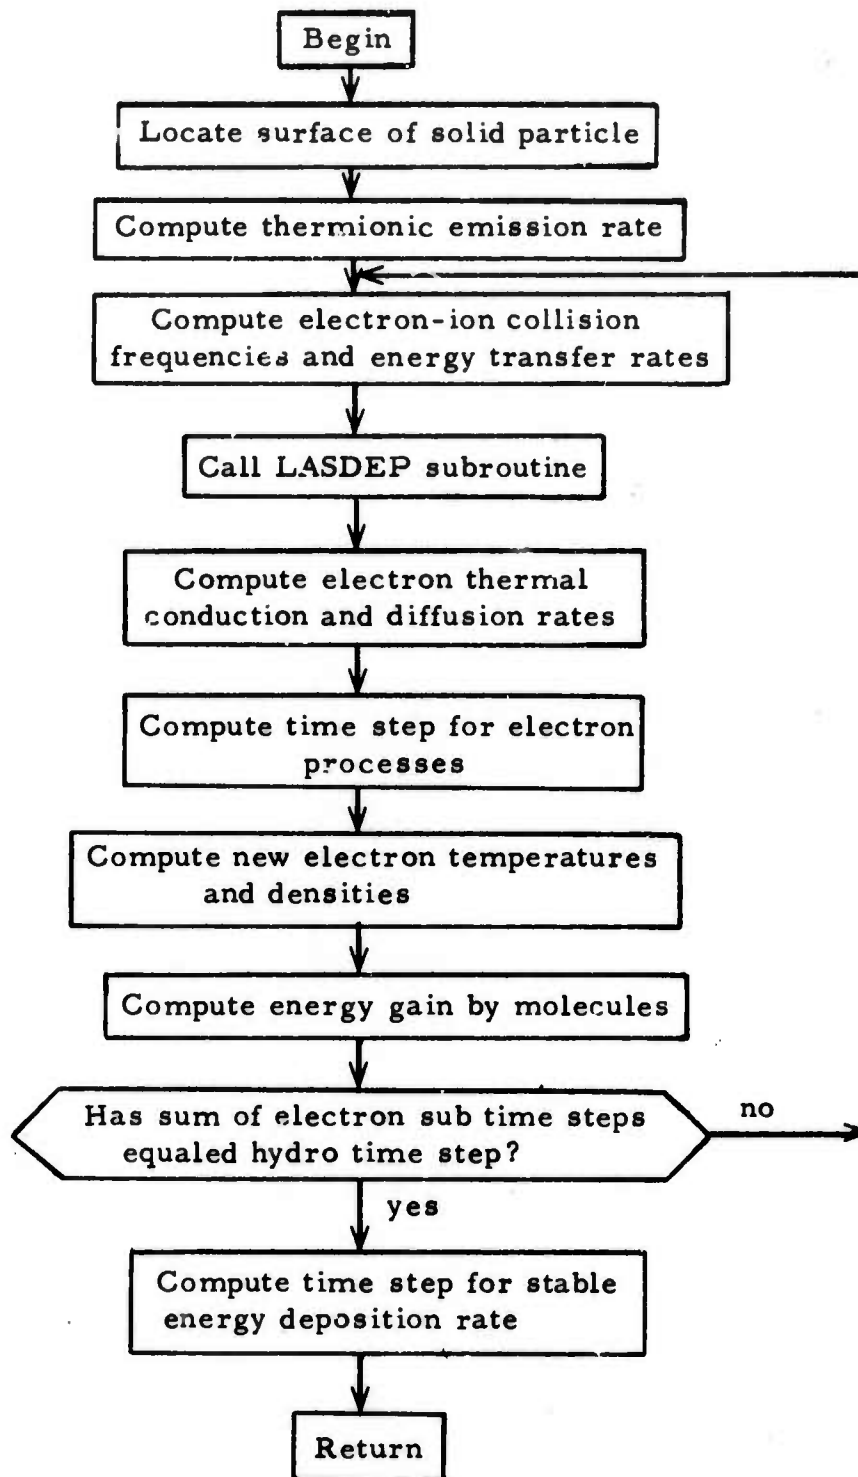 Begin
Locate surface of solid particle
Compute thermionic emission rate
Compute electron-ion collision
frequencies and energy transfer rates
Call LASDEP subroutine
Compute electron thermal
conduction and diffusion rates
Compute time step for electron
processes
Compute new electron temperatures
and densities
Compute energy gain by molecules
Has sum of electron sub time steps
equaled hydro time step?
no
yes
Compute time step for stable
energy deposition rate
Return